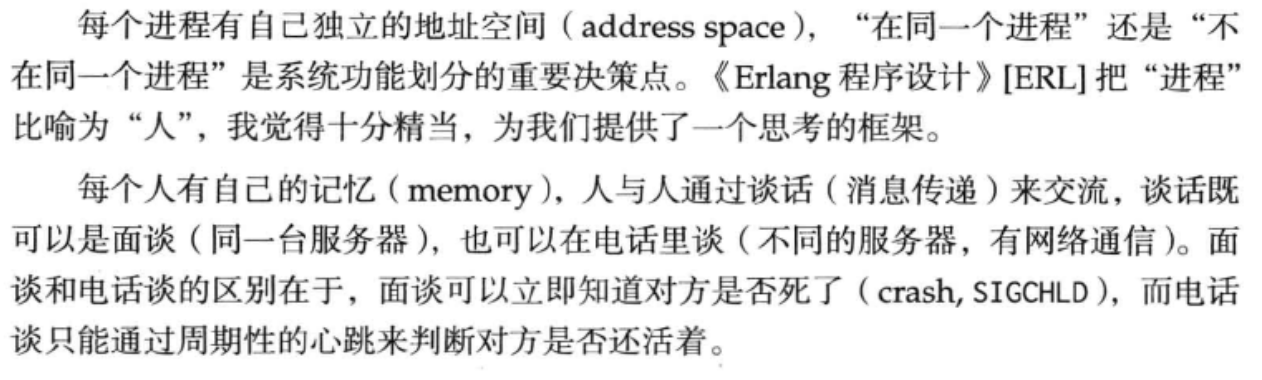 每个进程有自己独立的地址空间（address space），“在同一个进程”还是“不
在同一个进程”是系统功能划分的重要决策点。《Erlang 程序设计》[ERL] 把“进程”
比喻为“人”，我觉得十分精当，为我们提供了一个思考的框架。
每个人有自己的记忆（memory），人与人通过谈话（消息传递）来交流，谈话既
可以是面谈（同一台服务器），也可以在电话里谈（不同的服务器，有网络通信）。面
谈和电话谈的区别在于，面谈可以立即知道对方是否死了（crash, SIGCHLD），而电话
谈只能通过周期性的心跳来判断对方是否还活着。